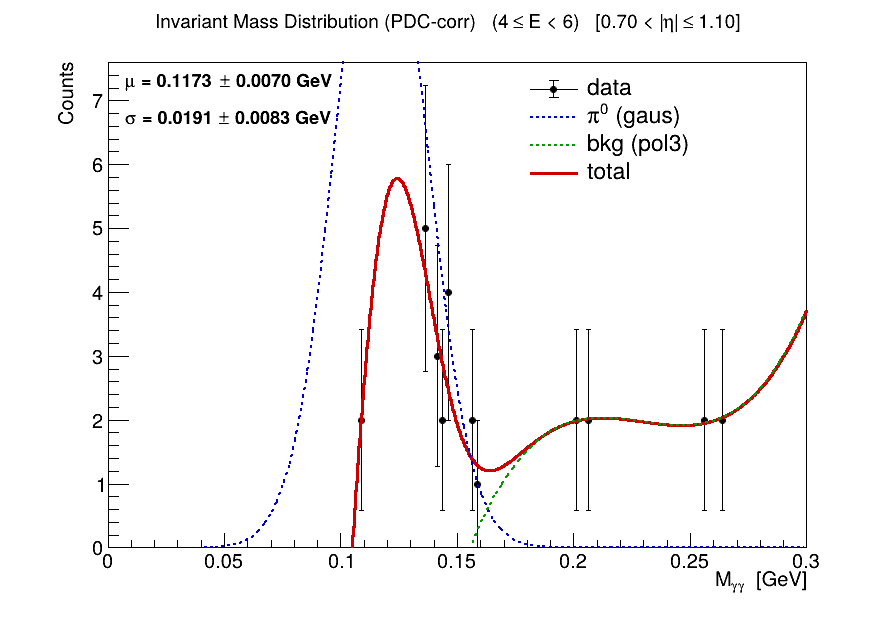 Invariant Mass Distribution (PDC-corr) (4 ≤ E < 6) [0.70 < |η| ≤ 1.10]
Counts
μ = 0.1173 ± 0.0070 GeV
σ = 0.0191 ± 0.0083 GeV
data
π⁰ (gaus)
bkg (pol3)
total
7
6
5
4
3
2
1
0
0 0.05 0.1 0.15 0.2 0.25 0.3
Mγγ [GeV]